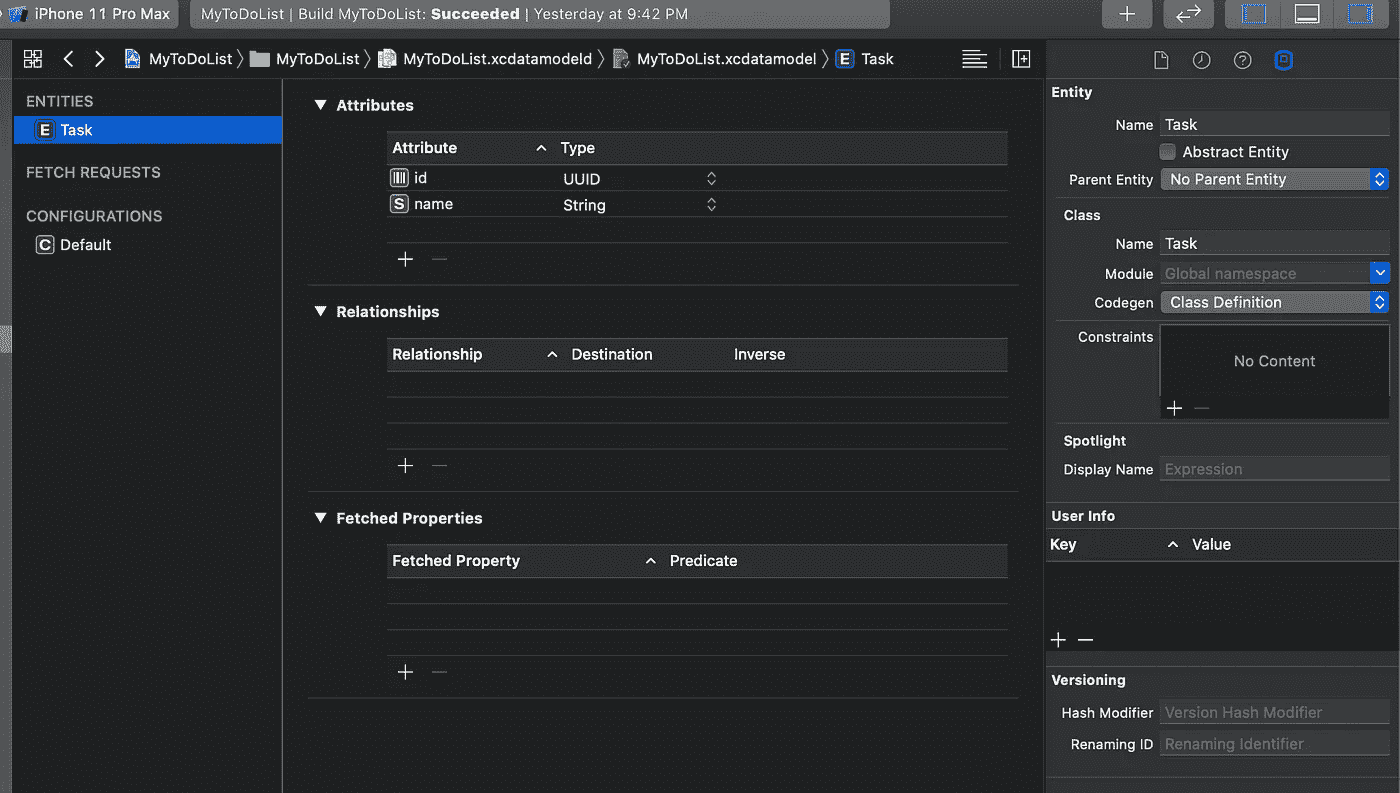 iPhone 11 Pro Max
MyToDoList | Build MyToDoList: Succeeded | Yesterday at 9:42 PM
MyToDoList MyToDoList MyToDoList.xcdatamodeld MyToDoList.xcdatamodel E Task
ENTITIES
E Task
FETCH REQUESTS
CONFIGURATIONS
C Default
Attributes
Attribute Type
id UUID
S name String
Relationships
Relationship Destination Inverse
Fetched Properties
Fetched Property Predicate
Entity
Name Task
Abstract Entity
Parent Entity No Parent Entity
Class
Name Task
Module Global namespace
Codegen Class Definition
Constraints
No Content
Spotlight
Display Name Expression
User Info
Key Value
Versioning
Hash Modifier Version Hash Modifier
Renaming ID Renaming Identifier